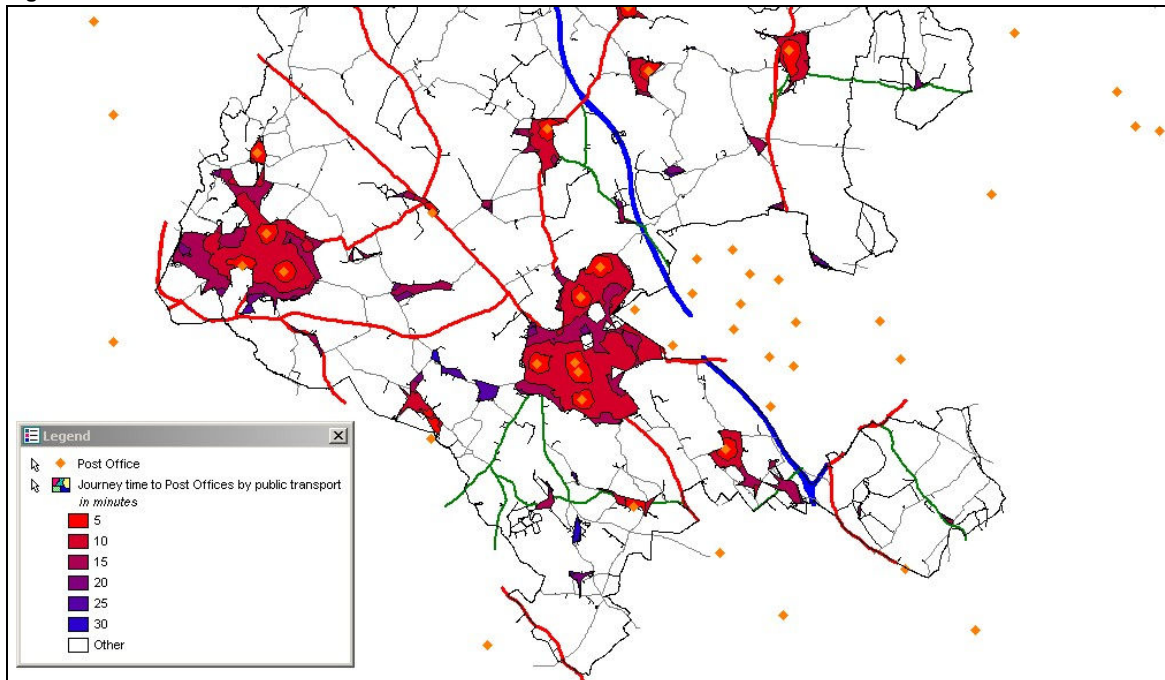 Legend
Post Office
Journey time to Post Offices by public transport
in minutes
5
10
15
20
25
30
Other